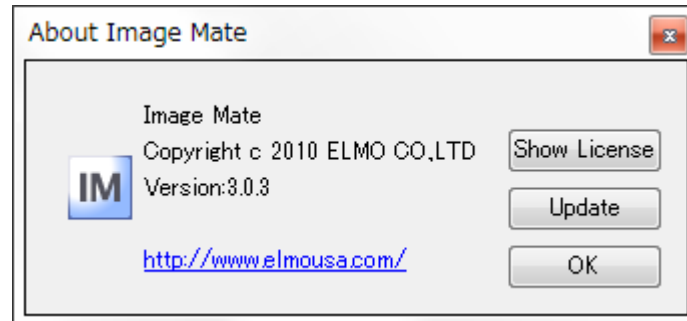 About Image Mate
Image Mate
Copyright c 2010 ELMO CO,LTD
Version:3.0.3
http://www.elmousa.com/
IM
Show License
Update
OK